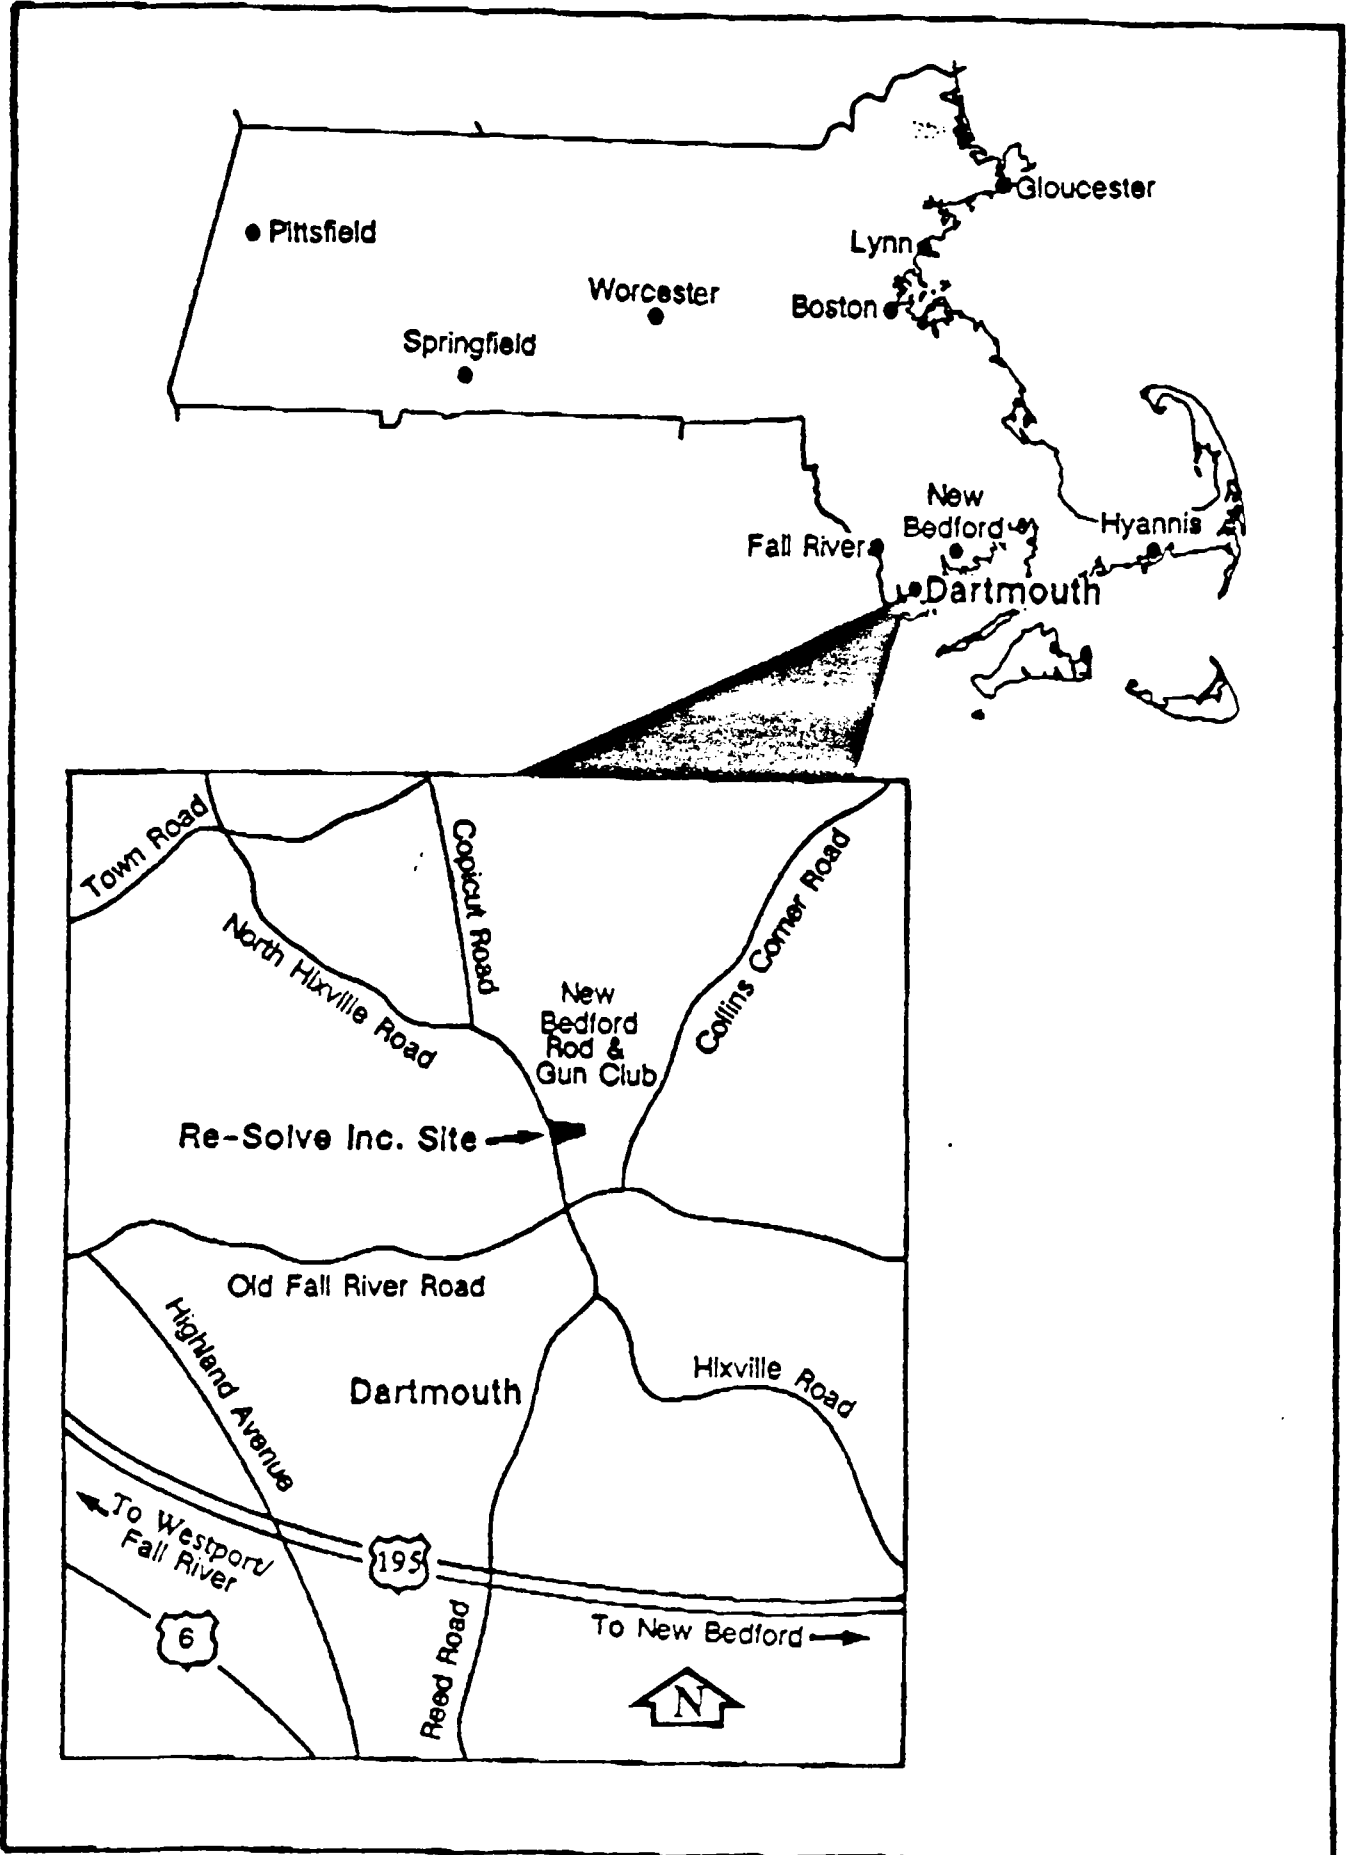 Gloucester
Pittsfield
Lynn
Worcester
Boston
Springfield
New
Bedford
Hyannis
Fall River
Dartmouth
Town Road
Copicut Road
Collins Corner Road
North Hixville Road
New
Bedford
Rod &
Gun Club
Re-Solve Inc. Site
Old Fall River Road
Highland Avenue
Hixville Road
Dartmouth
To Westport/
Fall River
195
6
Reed Road
To New Bedford
N